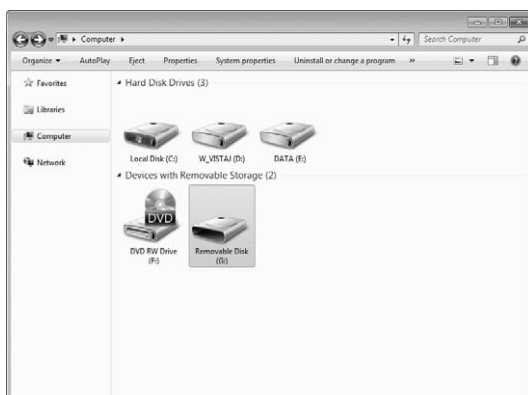 Computer
Search Computer
Organize
AutoPlay
Eject
Properties
System properties
Uninstall or change a program
»
Favorites
Libraries
Computer
Network
Hard Disk Drives (3)
Local Disk (C:)
W_VISTAJ (D:)
DATA (E:)
Devices with Removable Storage (2)
DVD
DVD RW Drive
(F:)
Removable Disk
(G:)